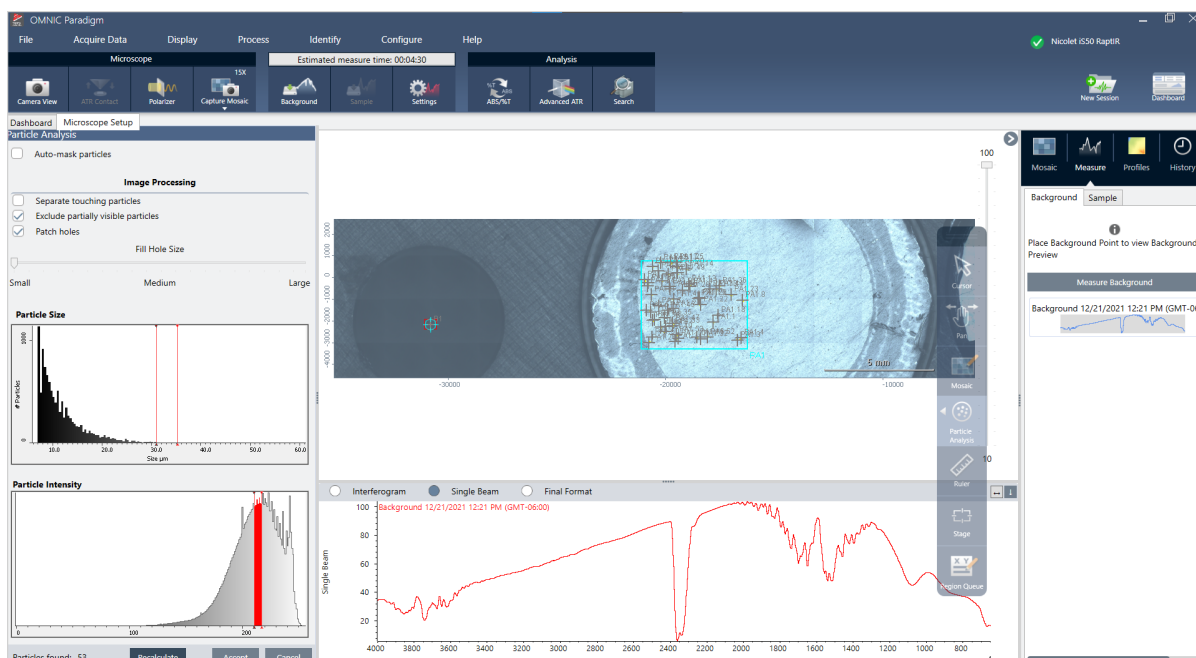 OMNIC Paradigm
File Acquire Data Display Process Identify Configure Help
Nicolet iS50 RaptIR
Microscope
Estimated measure time: 00:04:30
Analysis
15X
%T ABS
Camera View ATR Contact Polarizer Capture Mosaic Background Sample Settings ABS/%T Advanced ATR Search New Session Dashboard
Dashboard Microscope Setup
Particle Analysis
Auto-mask particles
Image Processing
Separate touching particles
Exclude partially visible particles
Patch holes
Fill Hole Size
Small Medium Large
Particle Size
1000
# Particles
0
10.0 20.0 30.0 40.0 50.0 60.0
Size µm
Particle Intensity
0 100 200
Particles found: 53 Recalculate Accept Cancel
100
2000
1000
0
-1000
-2000
-3000
-4000
-30000 -20000 -10000
PA1
5 mm
10
Cursor
Pan
Mosaic
Particle Analysis
Ruler
Stage
X Y
Region Queue
Interferogram Single Beam Final Format
Background 12/21/2021 12:21 PM (GMT-06:00)
Single Beam
100
80
60
40
20
4000 3800 3600 3400 3200 3000 2800 2600 2400 2200 2000 1800 1600 1400 1200 1000 800
Mosaic Measure Profiles History
Background Sample
Place Background Point to view Background
Preview
Measure Background
Background 12/21/2021 12:21 PM (GMT-06